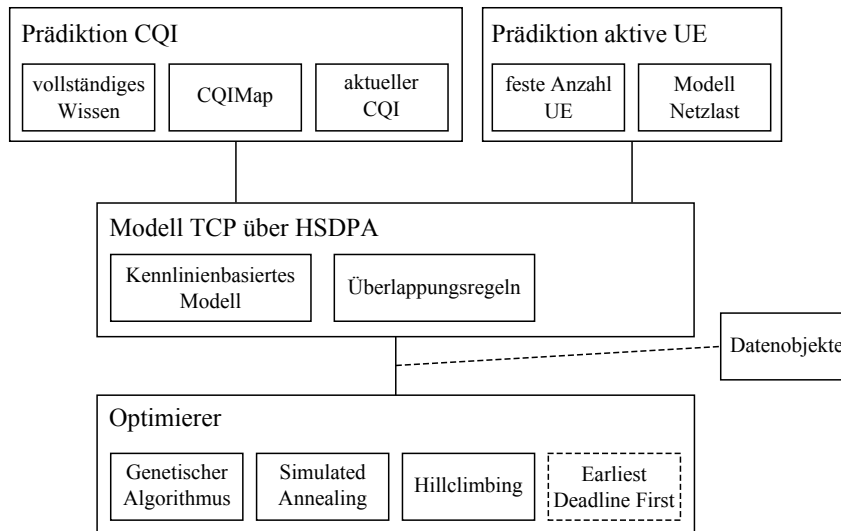 Prädiktion CQI
vollständiges
Wissen
CQIMap
aktueller
CQI
Prädiktion aktive UE
feste Anzahl
UE
Modell
Netzlast
Modell TCP über HSDPA
Kennlinienbasiertes
Modell
Überlappungsregeln
Datenobjekte
Optimierer
Genetischer
Algorithmus
Simulated
Annealing
Hillclimbing
Earliest
Deadline First